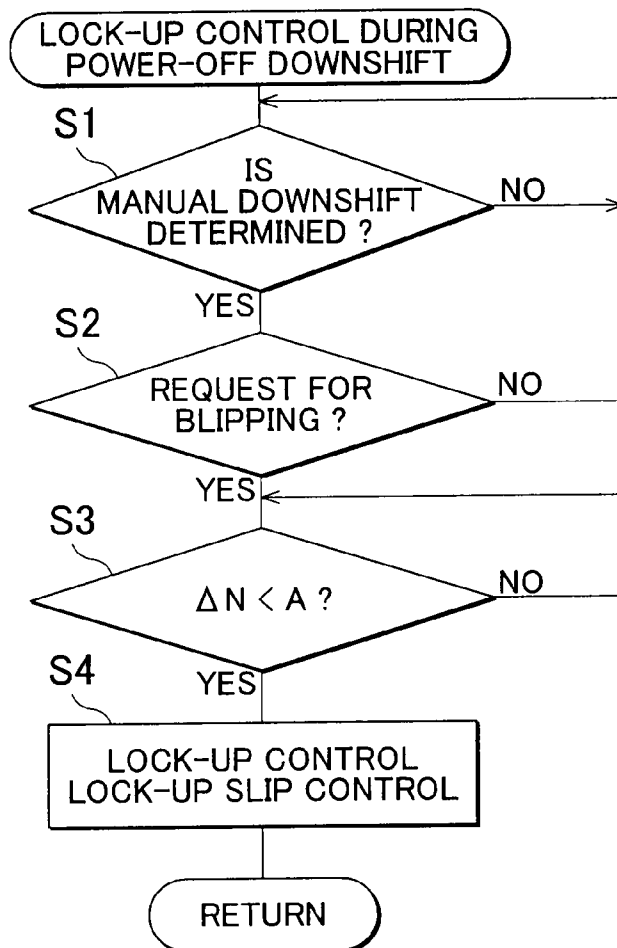 LOCK-UP CONTROL DURING
POWER-OFF DOWNSHIFT
S1
IS
MANUAL DOWNSHIFT
DETERMINED ?
NO
YES
S2
REQUEST FOR
BLIPPING ?
NO
YES
S3
ΔN < A ?
NO
YES
S4
LOCK-UP CONTROL
LOCK-UP SLIP CONTROL
RETURN